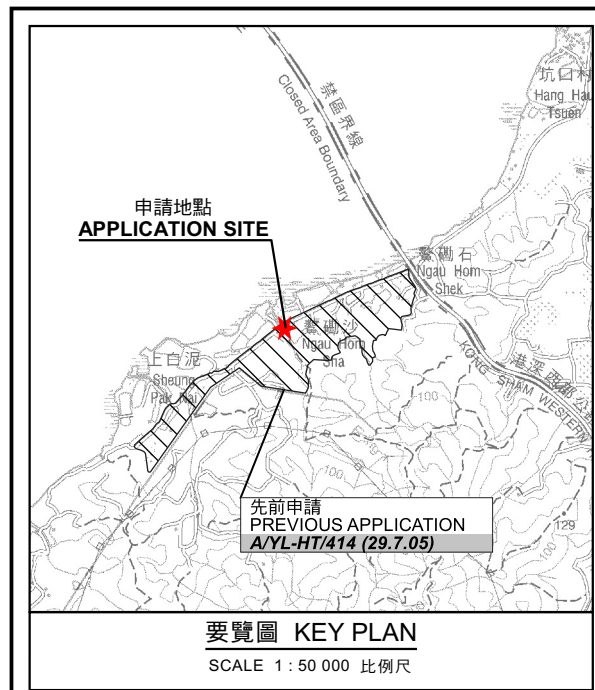 坑口村
Hang Hau
Tsuen
禁區界線
Closed Area Boundary
申請地點
APPLICATION SITE
鰲磡石
Ngau Hom
Shek
鰲磡沙
Ngau Hom
Sha
上白泥
Sheung
Pak Nai
港深西部公
KONG SHAM WESTERN
100
100
100
129
先前申請
PREVIOUS APPLICATION
A/YL-HT/414 (29.7.05)
要覽圖 KEY PLAN
SCALE 1 : 50 000 比例尺